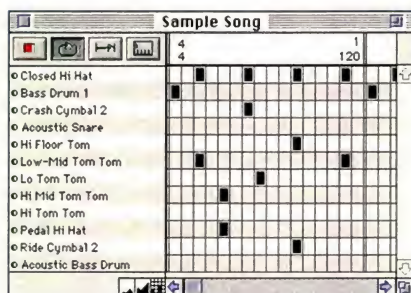 Sample Song
4 1
4 120
Closed Hi Hat
Bass Drum 1
Crash Cymbal 2
Acoustic Snare
Hi Floor Tom
Low-Mid Tom Tom
Lo Tom Tom
Hi Mid Tom Tom
Hi Tom Tom
Pedal Hi Hat
Ride Cymbal 2
Acoustic Bass Drum